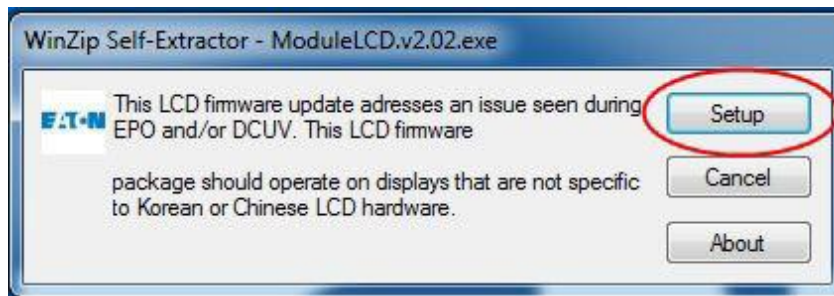 WinZip Self-Extractor - ModuleLCD.v2.02.exe
EATON
This LCD firmware update adresses an issue seen during
EPO and/or DCUV. This LCD firmware
package should operate on displays that are not specific
to Korean or Chinese LCD hardware.
Setup
Cancel
About